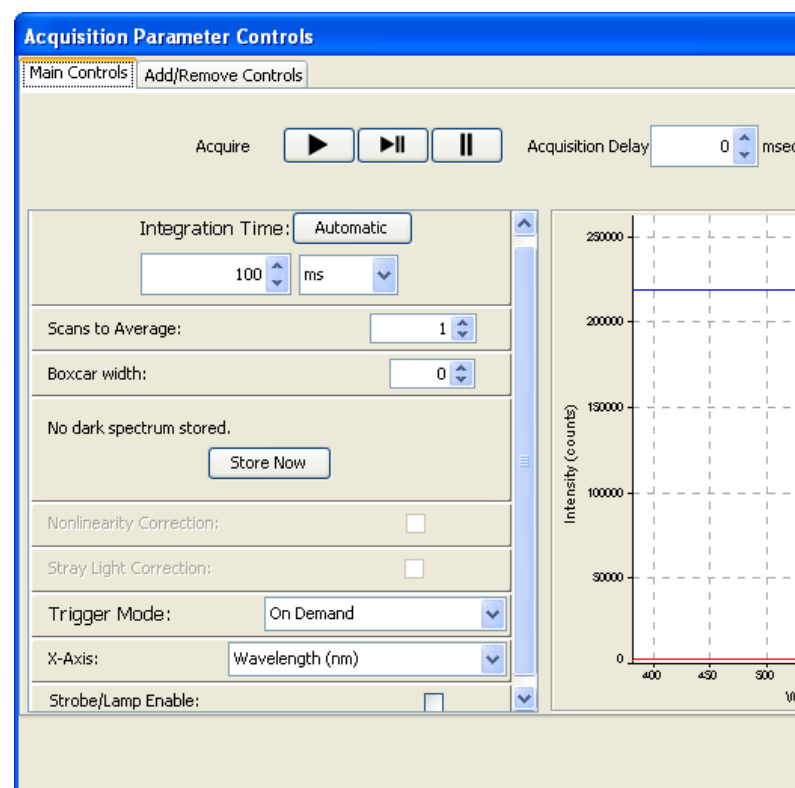 Acquisition Parameter Controls
Main Controls Add/Remove Controls
Acquire Acquisition Delay 0 msec
Integration Time: Automatic
100 ms
Scans to Average: 1
Boxcar width: 0
No dark spectrum stored.
Store Now
Nonlinearity Correction:
Stray Light Correction:
Trigger Mode: On Demand
X-Axis: Wavelength (nm)
Strobe/Lamp Enable:
Intensity (counts)
250000
200000
150000
100000
50000
0
400 450 500